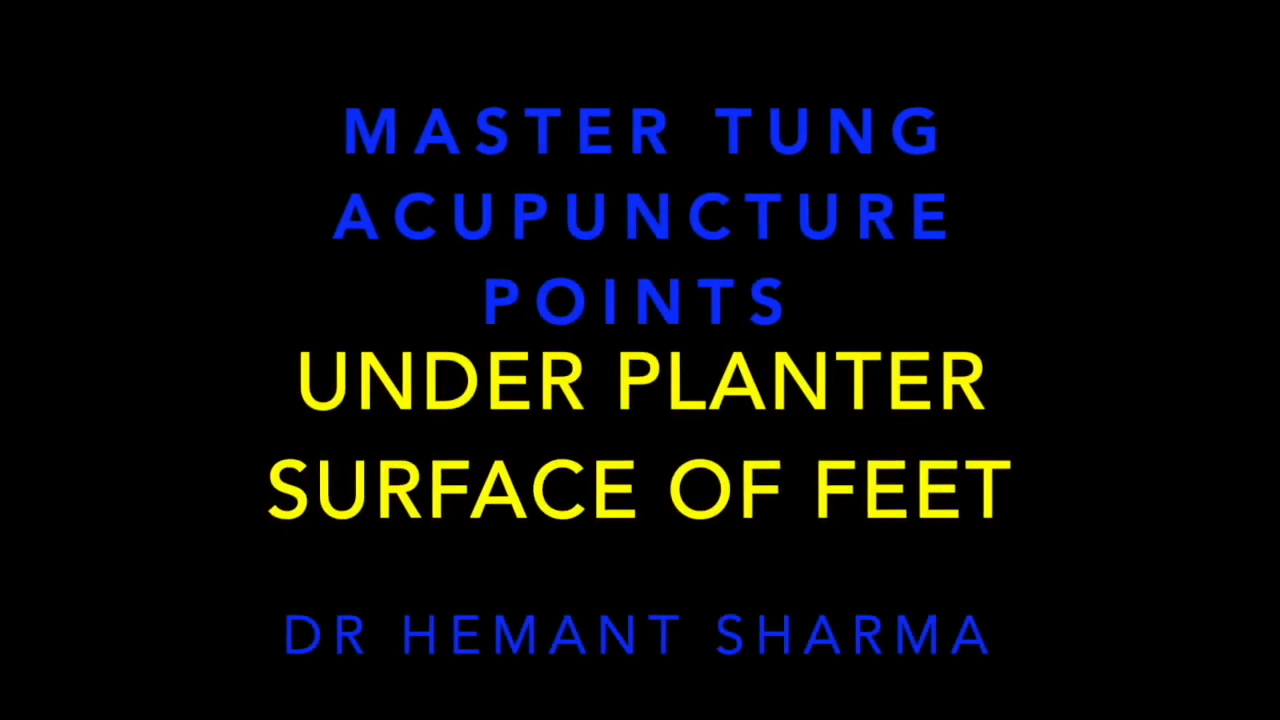 MASTER TUNG
ACUPUNCTURE
POINTS
UNDER PLANTER
SURFACE OF FEET
DR HEMANT SHARMA